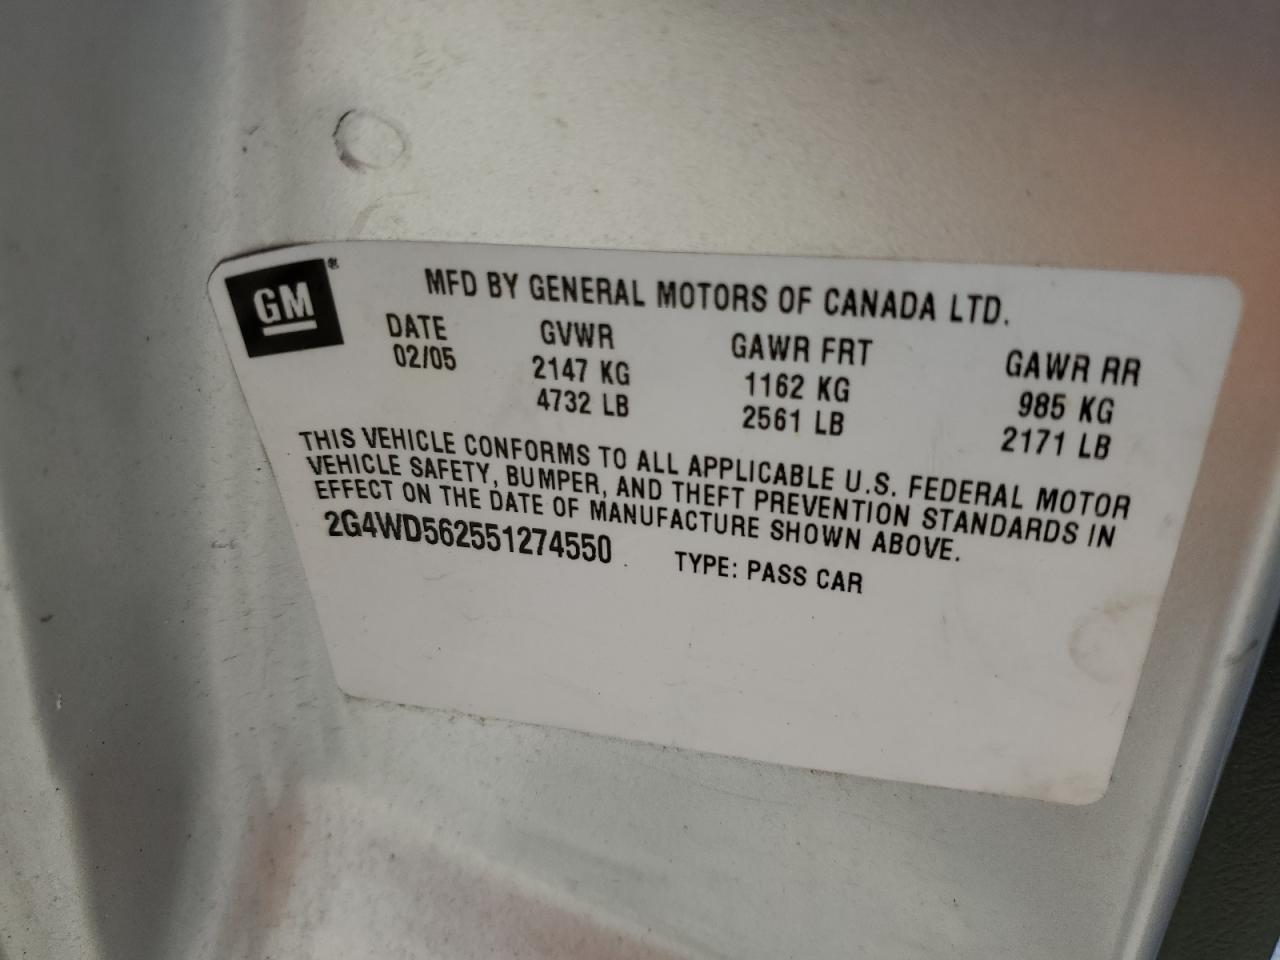 GM®
MFD BY GENERAL MOTORS OF CANADA LTD.
DATE GVWR GAWR FRT GAWR RR
02/05 2147 KG 1162 KG 985 KG
4732 LB 2561 LB 2171 LB
THIS VEHICLE CONFORMS TO ALL APPLICABLE U.S. FEDERAL MOTOR
VEHICLE SAFETY, BUMPER, AND THEFT PREVENTION STANDARDS IN
EFFECT ON THE DATE OF MANUFACTURE SHOWN ABOVE.
2G4WD562551274550 TYPE: PASS CAR